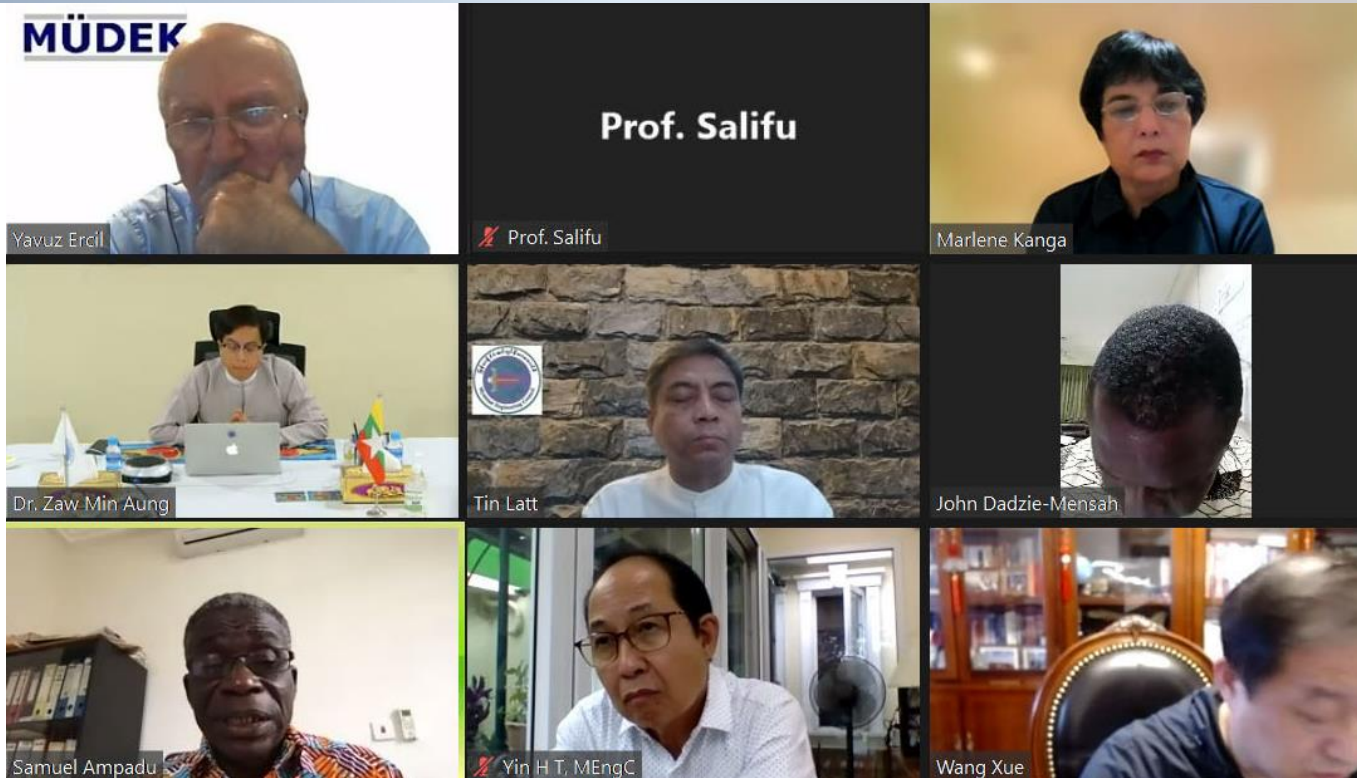 MÜDEK
Yavuz Ercil
Prof. Salifu
Prof. Salifu
Marlene Kanga
Dr. Zaw Min Aung
Tin Latt
John Dadzie-Mensah
Samuel Ampadu
Yin H T, MEngC
Wang Xue